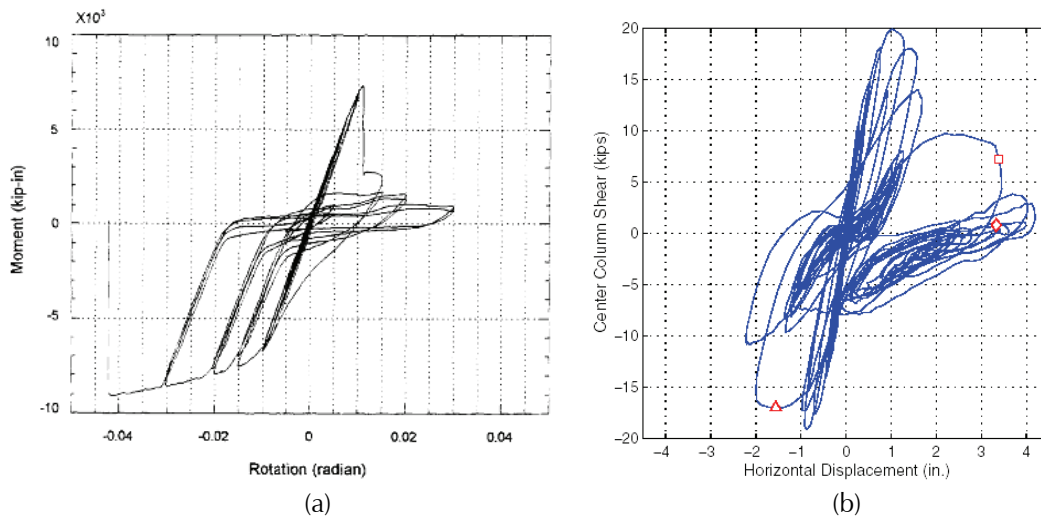 X10³
10
5
0
-5
-10
Moment (kip-in)
-0.04 -0.02 0 0.02 0.04
Rotation (radian)
(a)
20
15
10
5
0
-5
-10
-15
-20
Center Column Shear (kips)
-4 -3 -2 -1 0 1 2 3 4
Horizontal Displacement (in.)
(b)